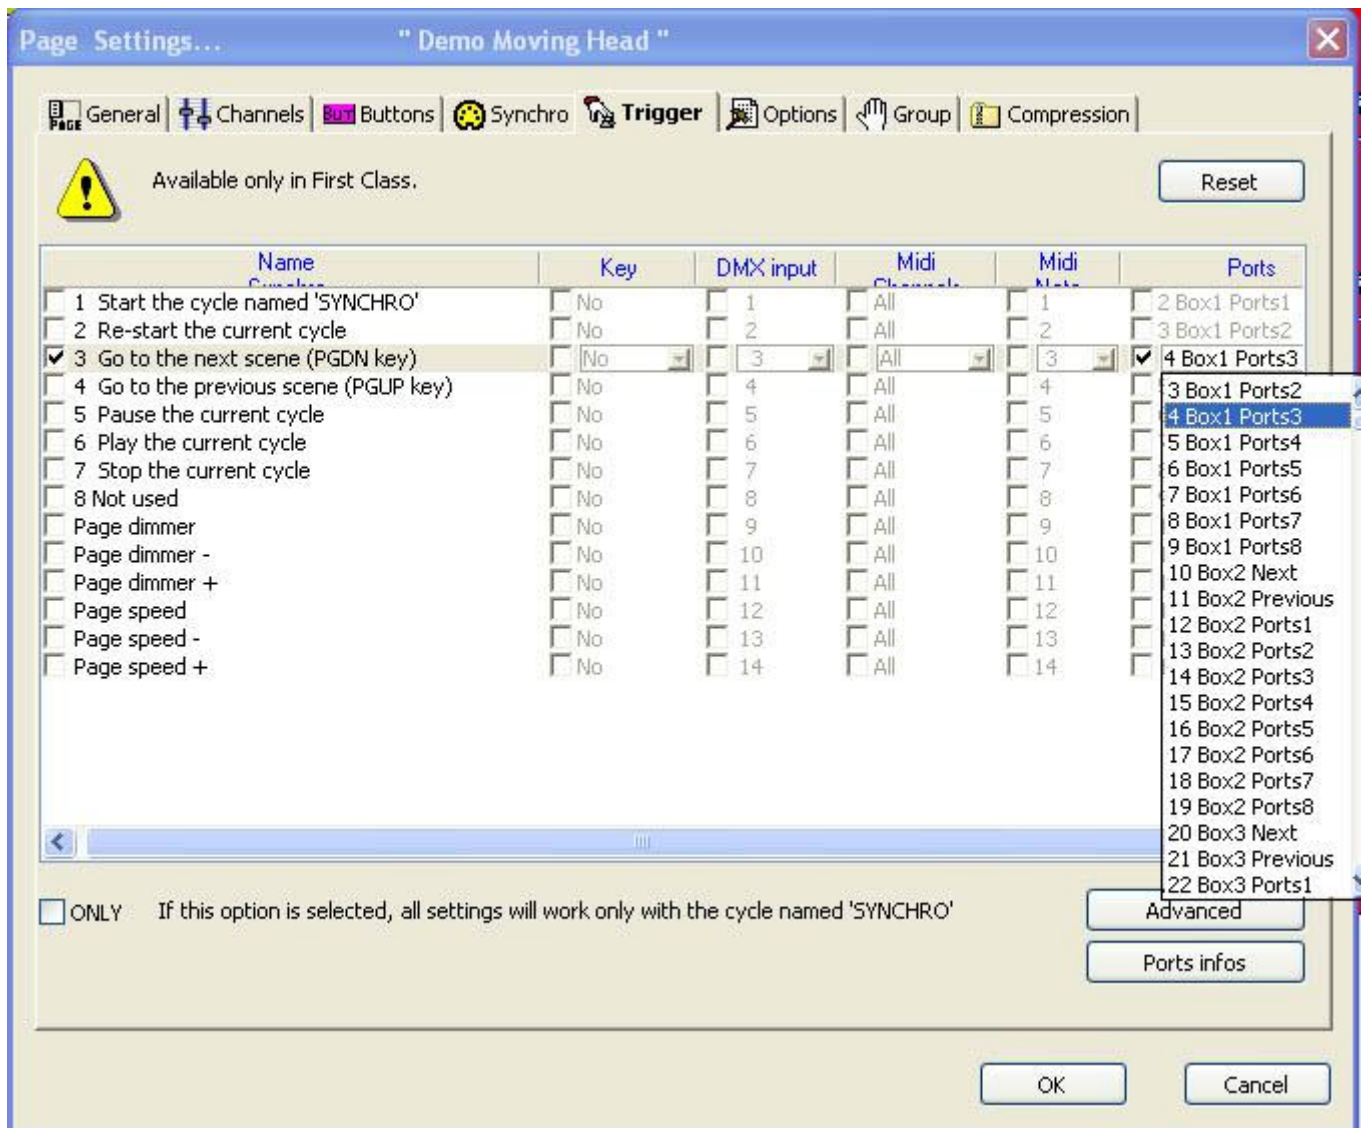 Page Settings... " Demo Moving Head "
PAGE General Channels BUT Buttons Synchro Trigger Options Group Compression
Available only in First Class. Reset
Name Key DMX input Midi Midi Ports
1 Start the cycle named 'SYNCHRO' No 1 All 1 2 Box1 Ports1
2 Re-start the current cycle No 2 All 2 3 Box1 Ports2
3 Go to the next scene (PGDN key) No 3 All 3 4 Box1 Ports3
4 Go to the previous scene (PGUP key) No 4 All 4
5 Pause the current cycle No 5 All 5
6 Play the current cycle No 6 All 6
7 Stop the current cycle No 7 All 7
8 Not used No 8 All 8
Page dimmer No 9 All 9
Page dimmer - No 10 All 10
Page dimmer + No 11 All 11
Page speed No 12 All 12
Page speed - No 13 All 13
Page speed + No 14 All 14
3 Box1 Ports2
4 Box1 Ports3
5 Box1 Ports4
6 Box1 Ports5
7 Box1 Ports6
8 Box1 Ports7
9 Box1 Ports8
10 Box2 Next
11 Box2 Previous
12 Box2 Ports1
13 Box2 Ports2
14 Box2 Ports3
15 Box2 Ports4
16 Box2 Ports5
17 Box2 Ports6
18 Box2 Ports7
19 Box2 Ports8
20 Box3 Next
21 Box3 Previous
22 Box3 Ports1
ONLY If this option is selected, all settings will work only with the cycle named 'SYNCHRO'
Advanced
Ports infos
OK Cancel